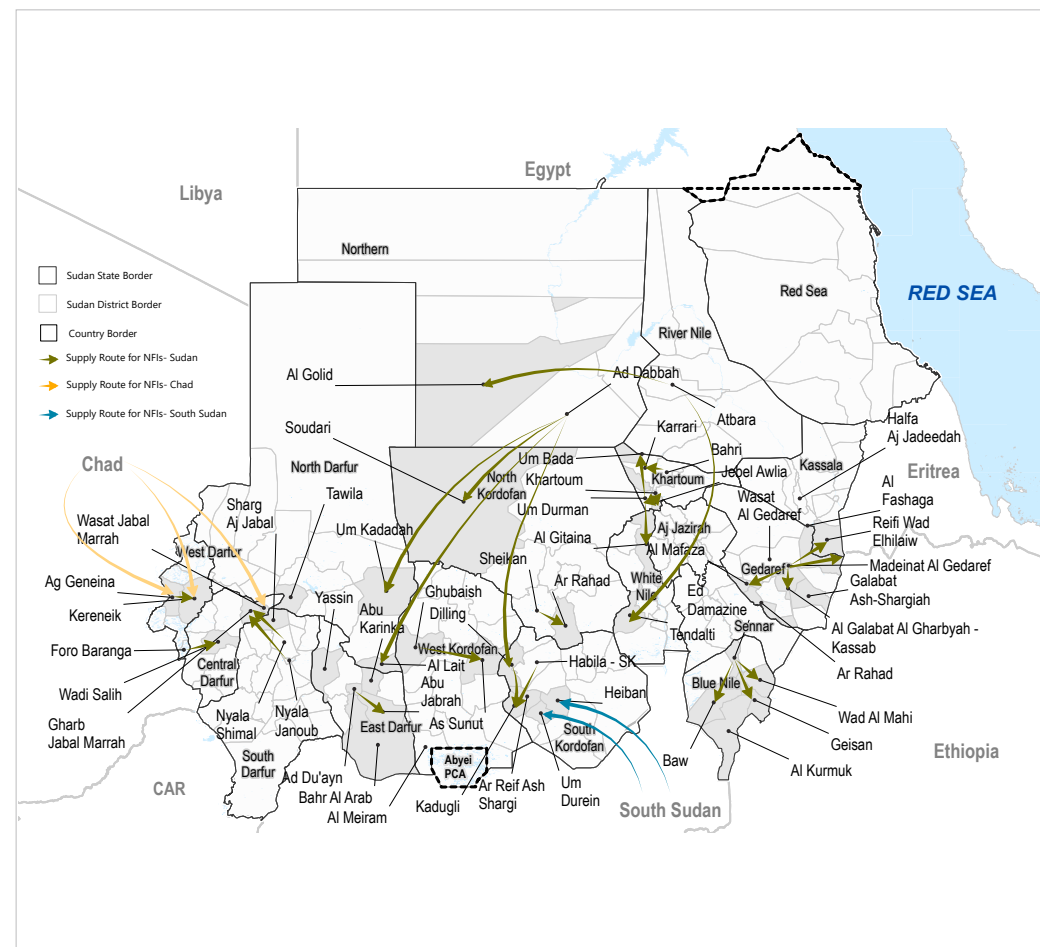 Egypt
Libya
Northern
Red Sea
RED SEA
River Nile
Sudan State Border
Sudan District Border
Country Border
Supply Route for NFIs- Sudan
Supply Route for NFIs- Chad
Supply Route for NFIs- South Sudan
Al Golid
Ad Dabbah
Atbara
Soudari
Karrari
Halfa
Aj Jadeedah
Um Bada
Bahri
Chad
North Darfur
North
Kordofan
Khartoum
Khartoum
Jebel Awlia
Kassala
Eritrea
Tawila
Um Durman
Wasat
Al Gedaref
Al
Fashaga
Sharg
Aj Jabal
Wasat Jabal
Marrah
Um Kadadah
Aj Jazirah
Reifi Wad
Elhilaiw
West Darfur
Al Gitaina
Al Mafaza
Sheikan
Gedaref
Madeinat Al Gedaref
Ag Geneina
Kereneik
Yassin
Ghubaish
Dilling
Ar Rahad
White
Nile
Ed
Damazine
Galabat
Ash-Shargiah
Abu
Karinka
Sennar
Al Galabat Al Gharbyah -
Kassab
Foro Baranga
West Kordofan
Tendalti
Ar Rahad
Central
Darfur
Al Lait
Habila - SK
Wadi Salih
Abu
Jabrah
Heiban
Blue Nile
Wad Al Mahi
Gharb
Jabal Marrah
Nyala
Shimal
Nyala
Janoub
East Darfur
As Sunut
South
Kordofan
Geisan
South
Darfur
Abyei
PCA
Baw
Ethiopia
Ad Du'ayn
Al Kurmuk
CAR
Bahr Al Arab
Ar Reif Ash
Shargi
Um
Durein
Al Meiram
Kadugli
South Sudan